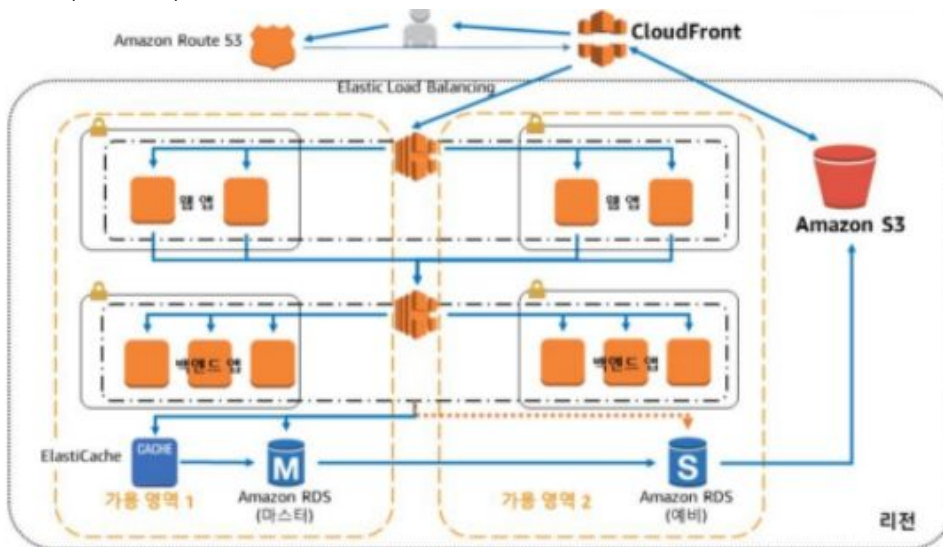 CloudFront
Amazon Route 53
Elastic Load Balancing
웹 앱
웹 앱
Amazon S3
백엔드 앱
백엔드 앱
ElastiCache
CACHE
M
S
가용 영역 1
Amazon RDS
(마스터)
가용 영역 2
Amazon RDS
(예비)
리전